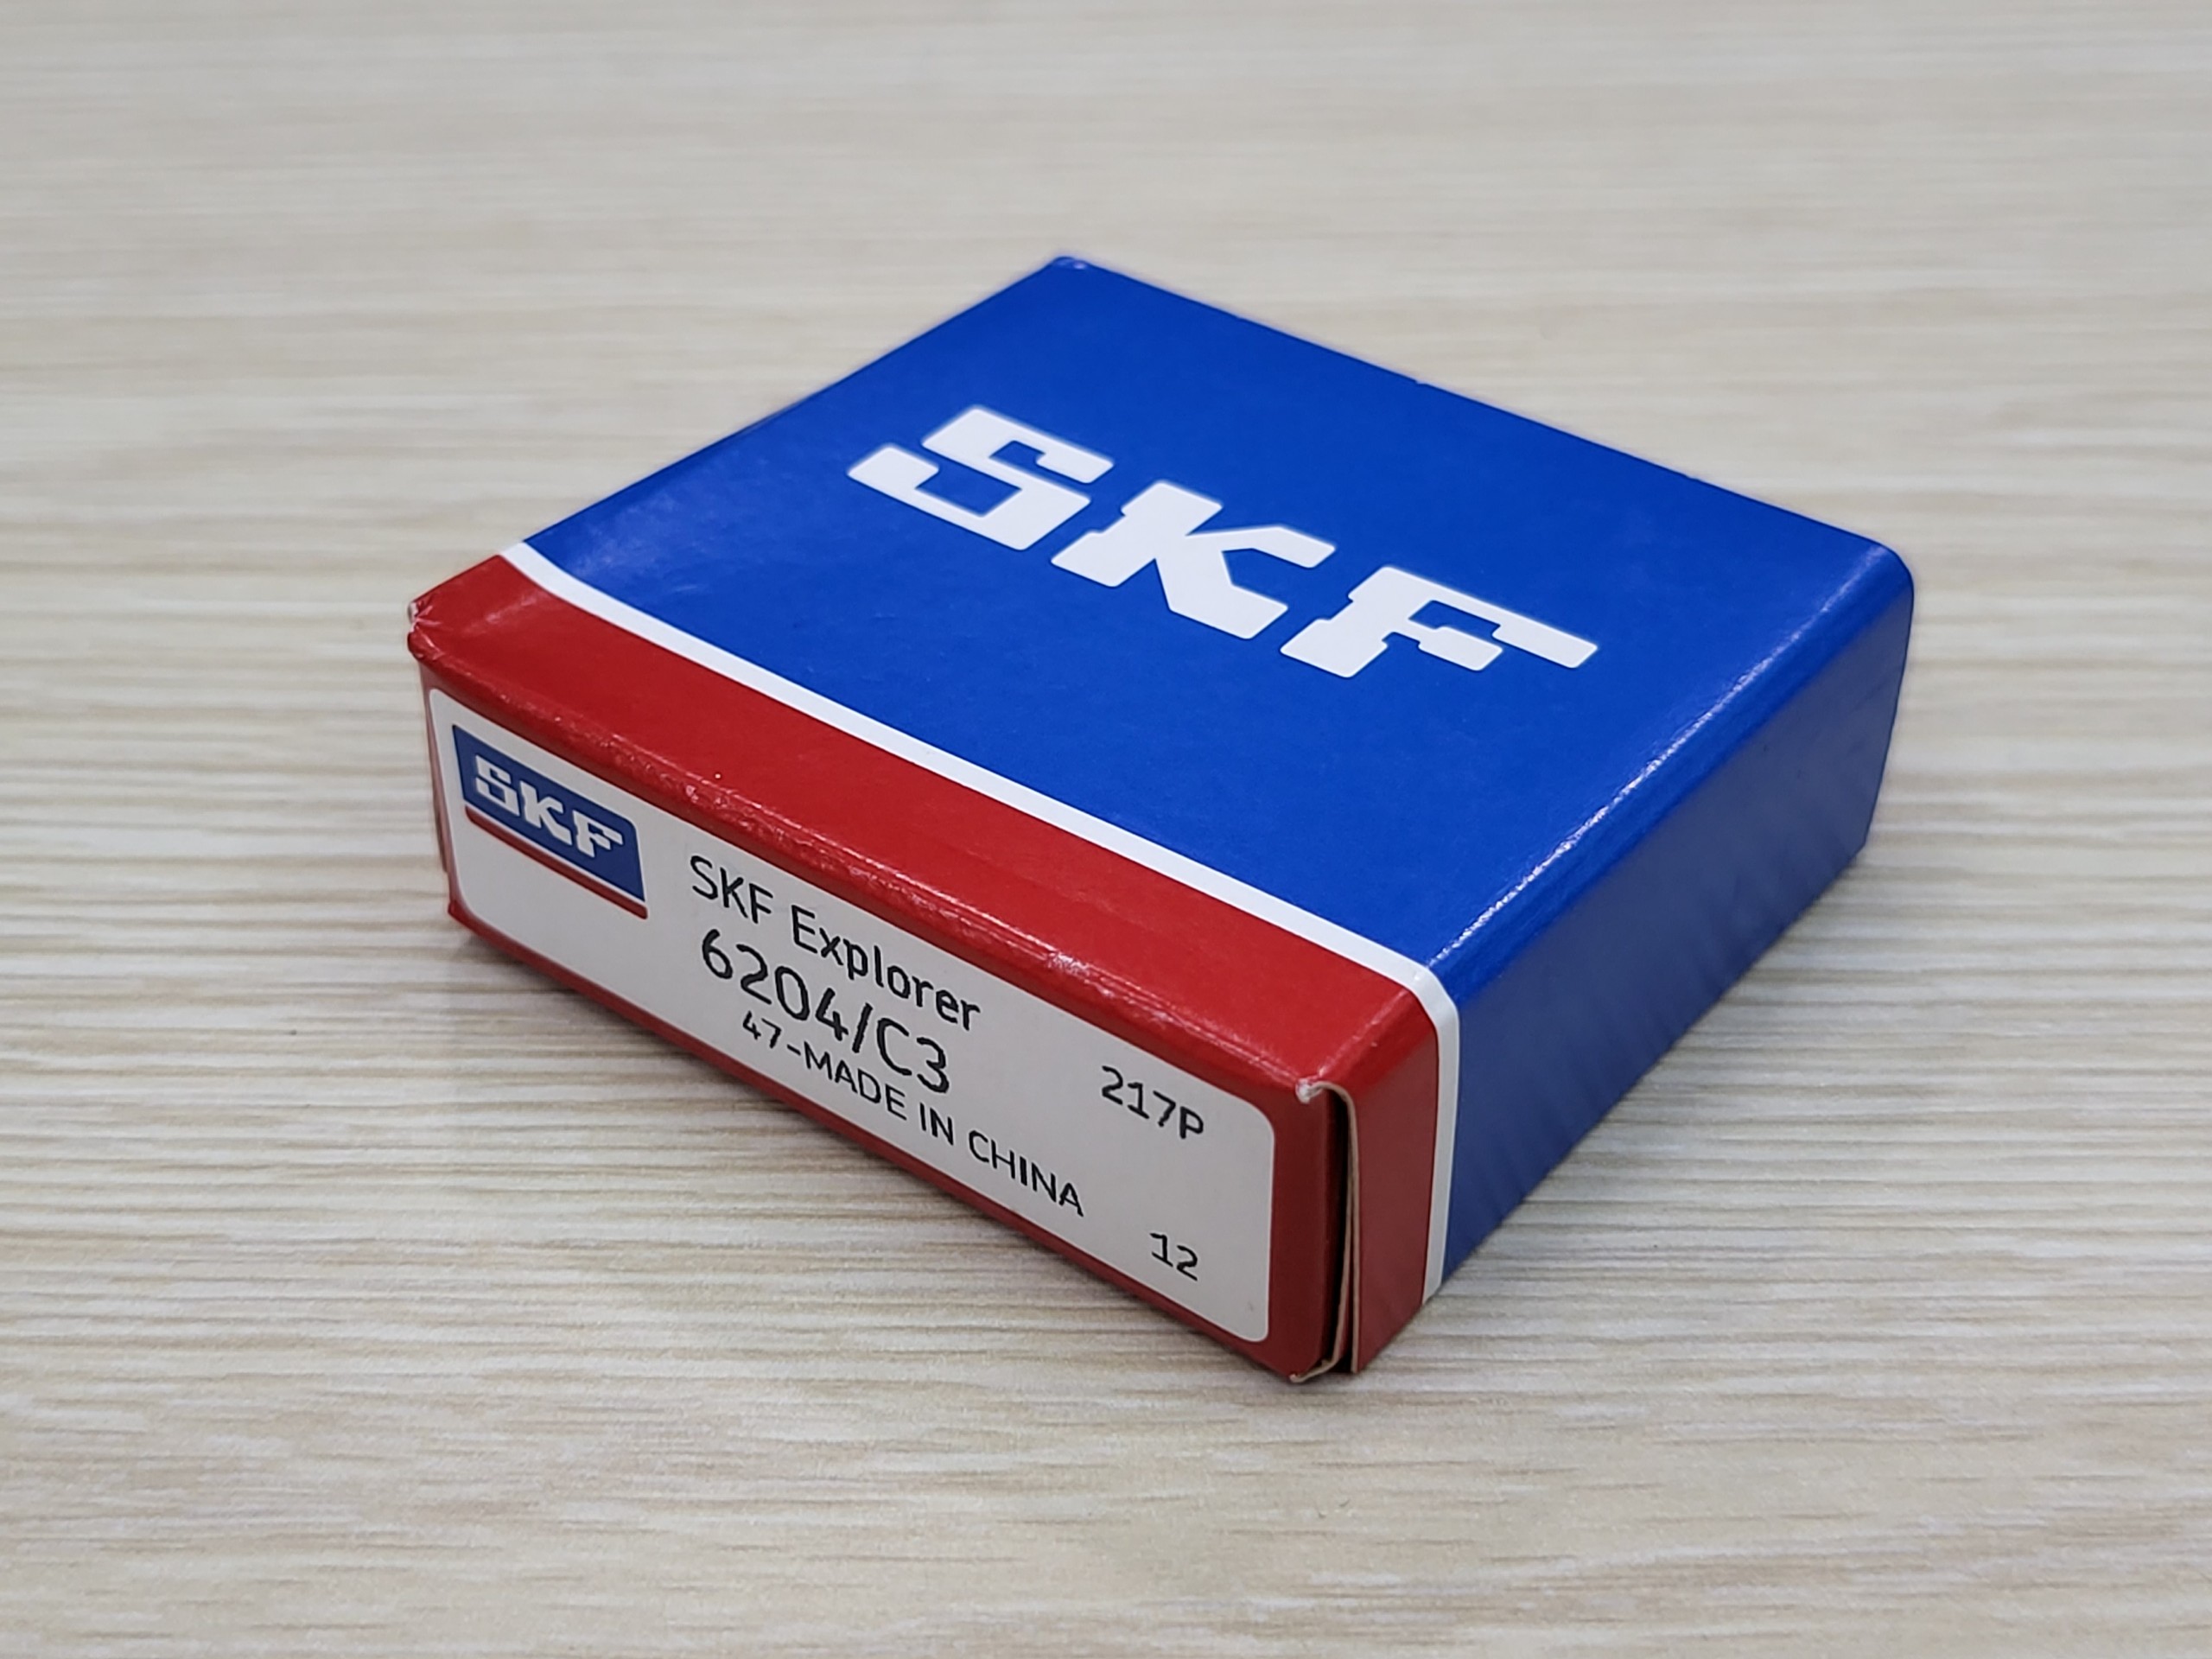 SKF
SKF
SKF Explorer
6204/C3
47-MADE IN CHINA
217P
12